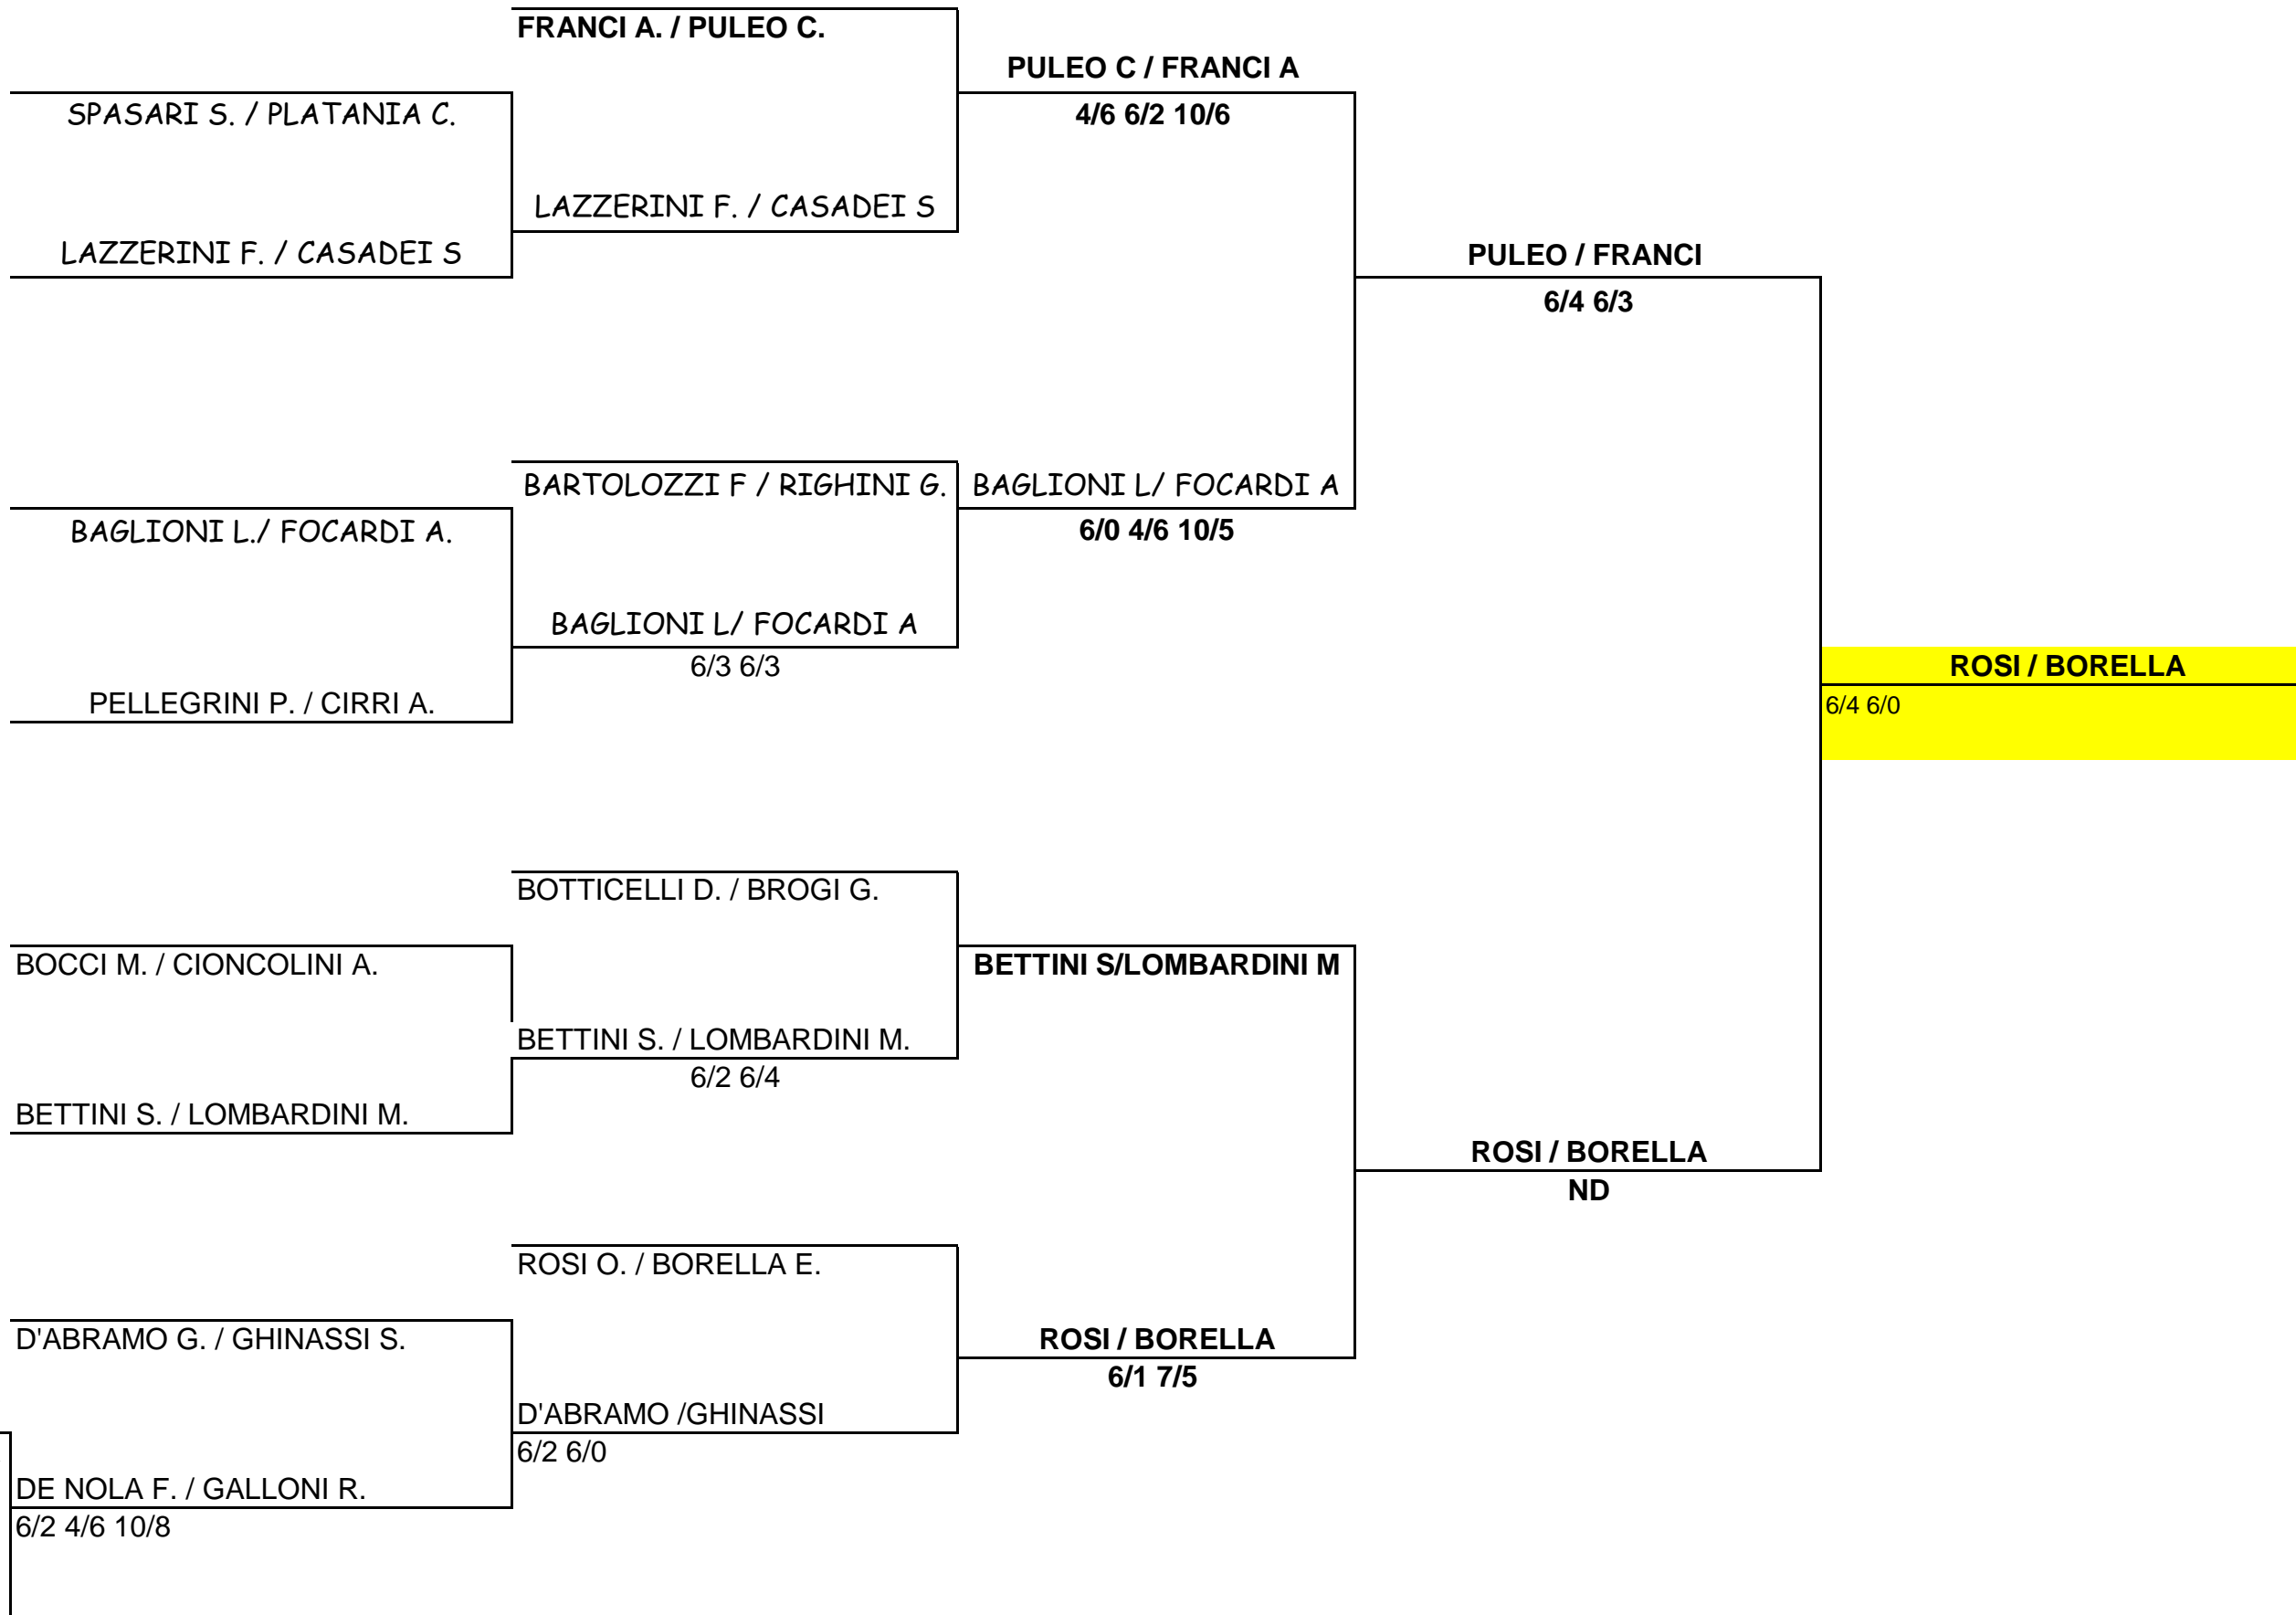 FRANCI A. / PULEO C.
PULEO C / FRANCI A
SPASARI S. / PLATANIA C.
4/6 6/2 10/6
LAZZERINI F. / CASADEI S
LAZZERINI F. / CASADEI S
PULEO / FRANCI
6/4 6/3
BARTOLOZZI F / RIGHINI G.
BAGLIONI L/ FOCARDI A
BAGLIONI L./ FOCARDI A.
6/0 4/6 10/5
BAGLIONI L/ FOCARDI A
6/3 6/3
ROSI / BORELLA
PELLEGRINI P. / CIRRI A.
6/4 6/0
BOTTICELLI D. / BROGI G.
BOCCI M. / CIONCOLINI A.
BETTINI S/LOMBARDINI M
BETTINI S. / LOMBARDINI M.
6/2 6/4
BETTINI S. / LOMBARDINI M.
ROSI / BORELLA
ND
ROSI O. / BORELLA E.
D'ABRAMO G. / GHINASSI S.
ROSI / BORELLA
6/1 7/5
D'ABRAMO /GHINASSI
6/2 6/0
DE NOLA F. / GALLONI R.
6/2 4/6 10/8